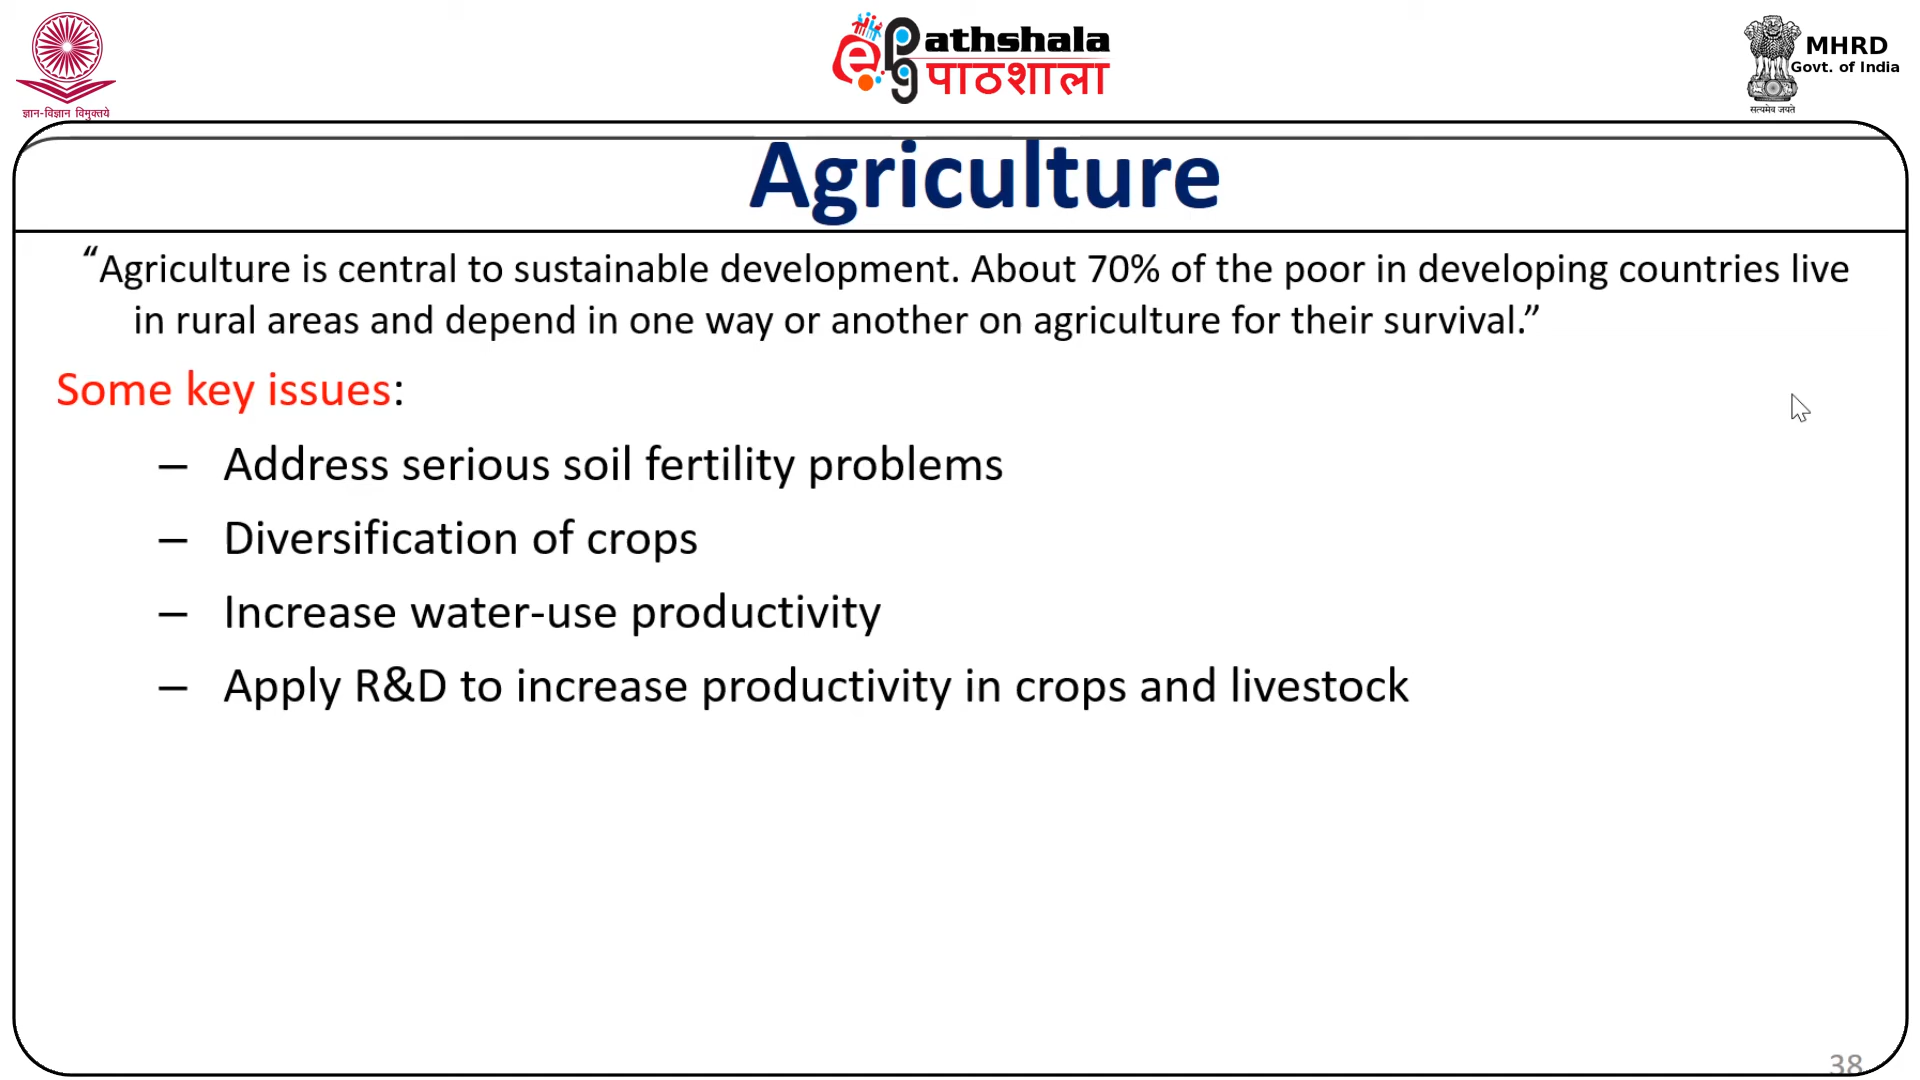 ज्ञान-विज्ञान विमुक्तये
ePG Pathshala
पाठशाला
MHRD
Govt. of India
सत्यमेव जयते
Agriculture
“Agriculture is central to sustainable development. About 70% of the poor in developing countries live
in rural areas and depend in one way or another on agriculture for their survival.”
Some key issues:
– Address serious soil fertility problems
– Diversification of crops
– Increase water-use productivity
– Apply R&D to increase productivity in crops and livestock
38